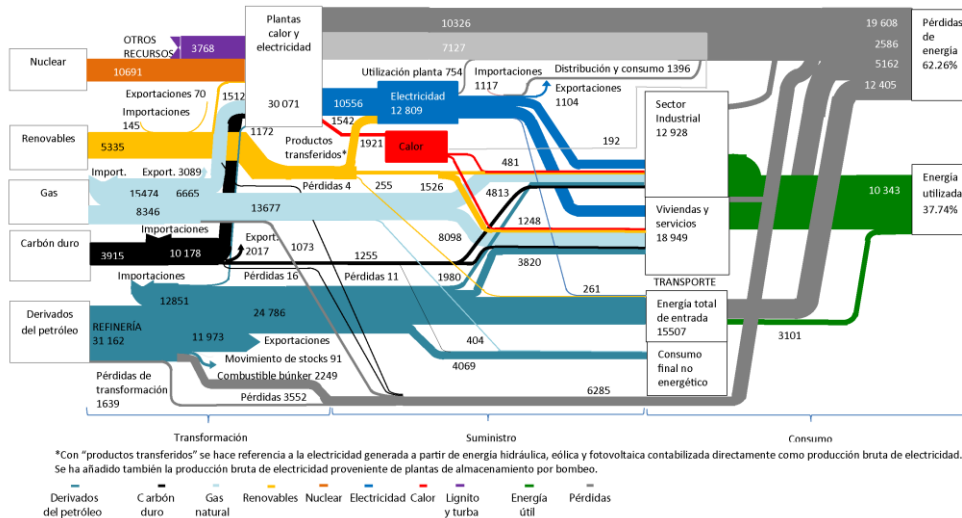 Plantas
calor y
electricidad
30 071
10326
7127
19 608
2586
5162
12 405
Pérdidas
de
energia
62.26%
OTROS
RECURSOS
3768
Nuclear
10691
Utilización planta 754
Importaciones
1117
Distribución y consumo 1396
Exportaciones
1104
Exportaciones 70
Importaciones
145
1512
10556
1542
Electricidad
12 809
Sector
Industrial
12 928
Renovables
5335
1172
Productos
transferidos*
1921
Calor
192
481
Import.
Export. 3089
Pérdidas 4
255
1526
4813
Gas
15474
6665
8346
13677
1248
Energía
utilizada
37.74%
10 343
Viviendas y
servicios
18 949
Carbón duro
3915
Importaciones
10 178
Export.
2017
1073
1255
8098
3820
Importaciones
Pérdidas 16
Pérdidas 11
1980
TRANSPORTE
12851
261
Energía total
de entrada
15507
Derivados
del petróleo
REFINERÍA
31 162
24 786
11 973
Exportaciones
404
3101
Movimiento de stocks 91
4069
Consumo
final no
energético
Combustible búnker 2249
Pérdidas de
transformación
1639
Pérdidas 3552
6285
Transformación
Suministro
Consumo
*Con “productos transferidos” se hace referencia a la electricidad generada a partir de energía hidráulica, eólica y fotovoltaica contabilizada directamente como producción bruta de electricidad.
Se ha añadido también la producción bruta de electricidad proveniente de plantas de almacenamiento por bombeo.
Derivados
del petróleo
Carbón
duro
Gas
natural
Renovables
Nuclear
Electricidad
Calor
Lignito
y turba
Energía
útil
Pérdidas